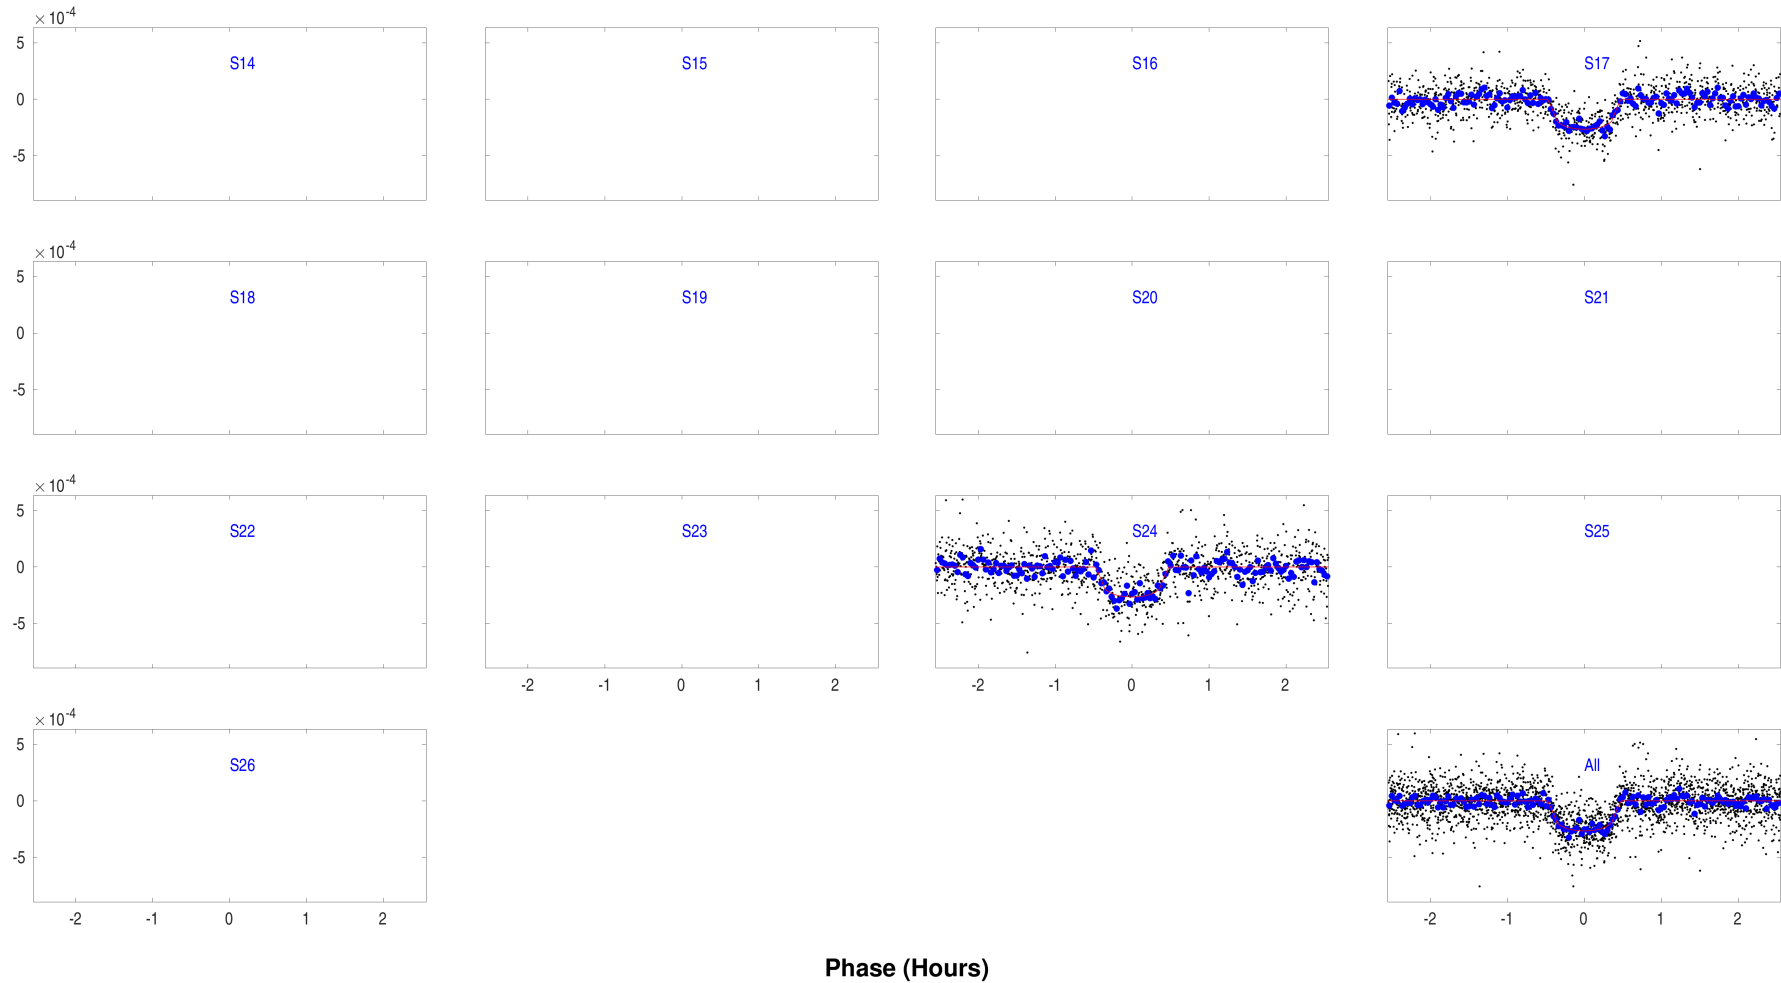 ×10⁻⁴
5
0
-5
S14
S15
S16
S17
×10⁻⁴
5
0
-5
S18
S19
S20
S21
×10⁻⁴
5
0
-5
S22
S23
S24
S25
-2 -1 0 1 2
-2 -1 0 1 2
×10⁻⁴
5
0
-5
S26
All
-2 -1 0 1 2
-2 -1 0 1 2
Phase (Hours)